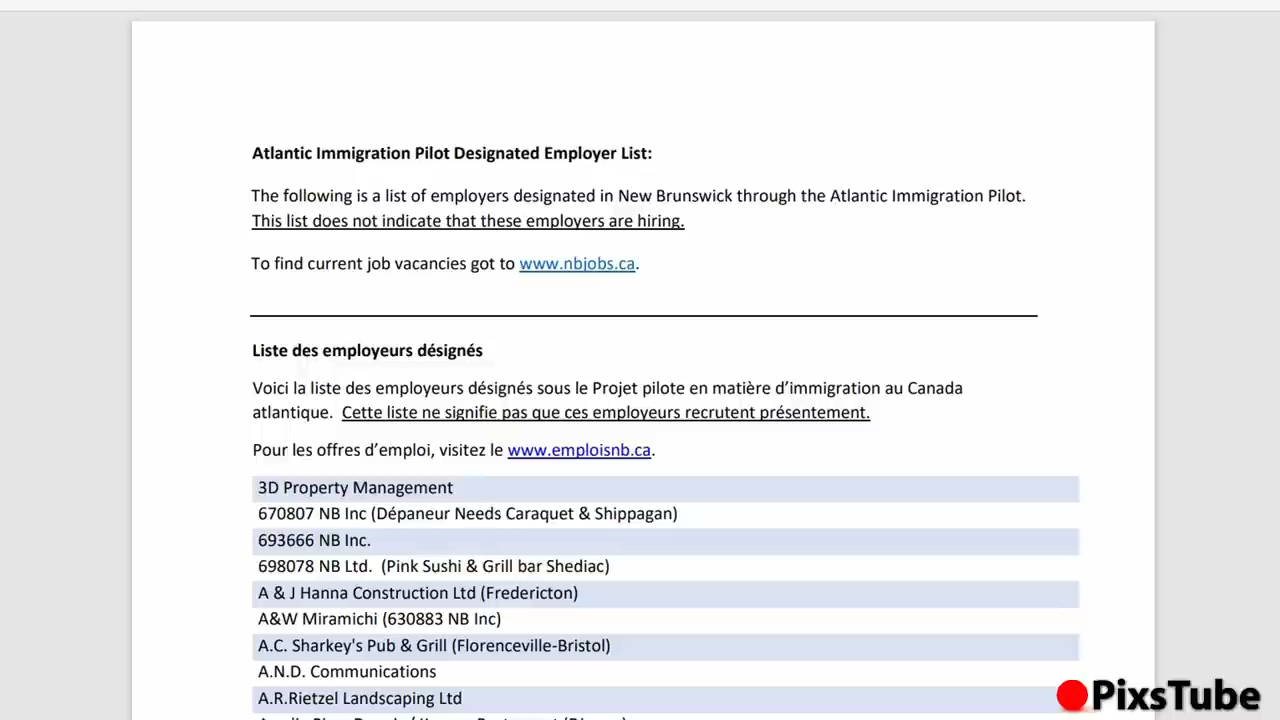 Atlantic Immigration Pilot Designated Employer List:
The following is a list of employers designated in New Brunswick through the Atlantic Immigration Pilot.
This list does not indicate that these employers are hiring.
To find current job vacancies got to www.nbjobs.ca.
Liste des employeurs désignés
Voici la liste des employeurs désignés sous le Projet pilote en matière d’immigration au Canada
atlantique.  Cette liste ne signifie pas que ces employeurs recrutent présentement.
Pour les offres d’emploi, visitez le www.emploisnb.ca.
3D Property Management
670807 NB Inc (Dépaneur Needs Caraquet & Shippagan)
693666 NB Inc.
698078 NB Ltd.  (Pink Sushi & Grill bar Shediac)
A & J Hanna Construction Ltd (Fredericton)
A&W Miramichi (630883 NB Inc)
A.C. Sharkey's Pub & Grill (Florenceville-Bristol)
A.N.D. Communications
A.R.Rietzel Landscaping Ltd
PixsTube